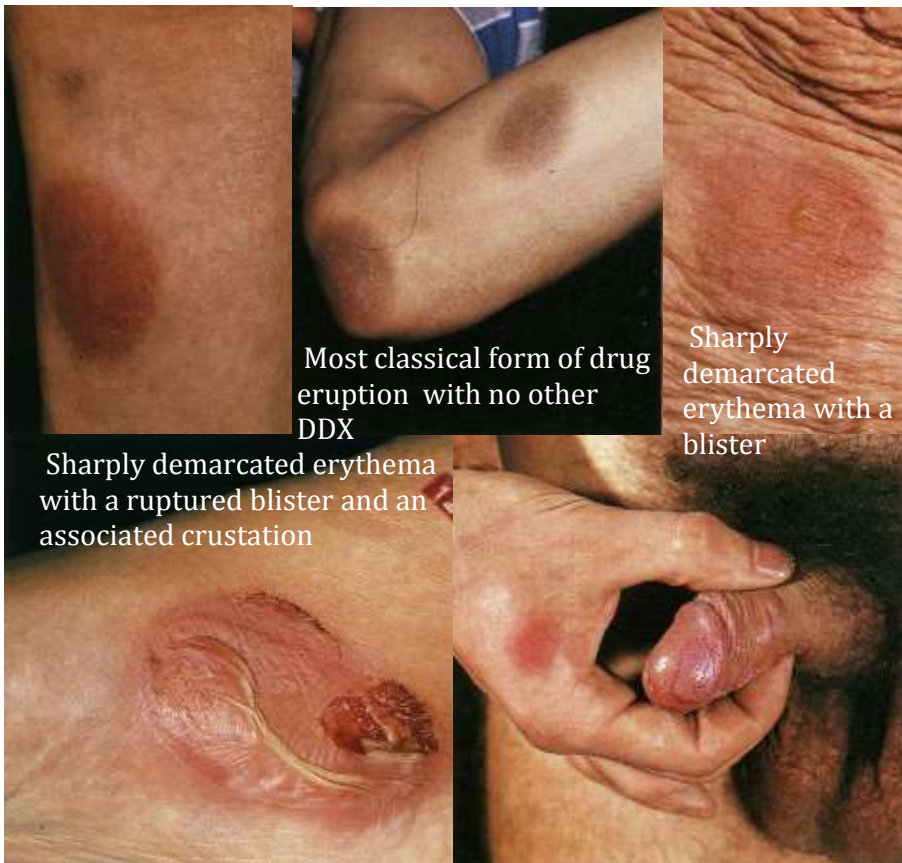 Most classical form of drug
eruption with no other
DDX
Sharply
demarcated
erythema with a
blister
Sharply demarcated erythema
with a ruptured blister and an
associated crustation